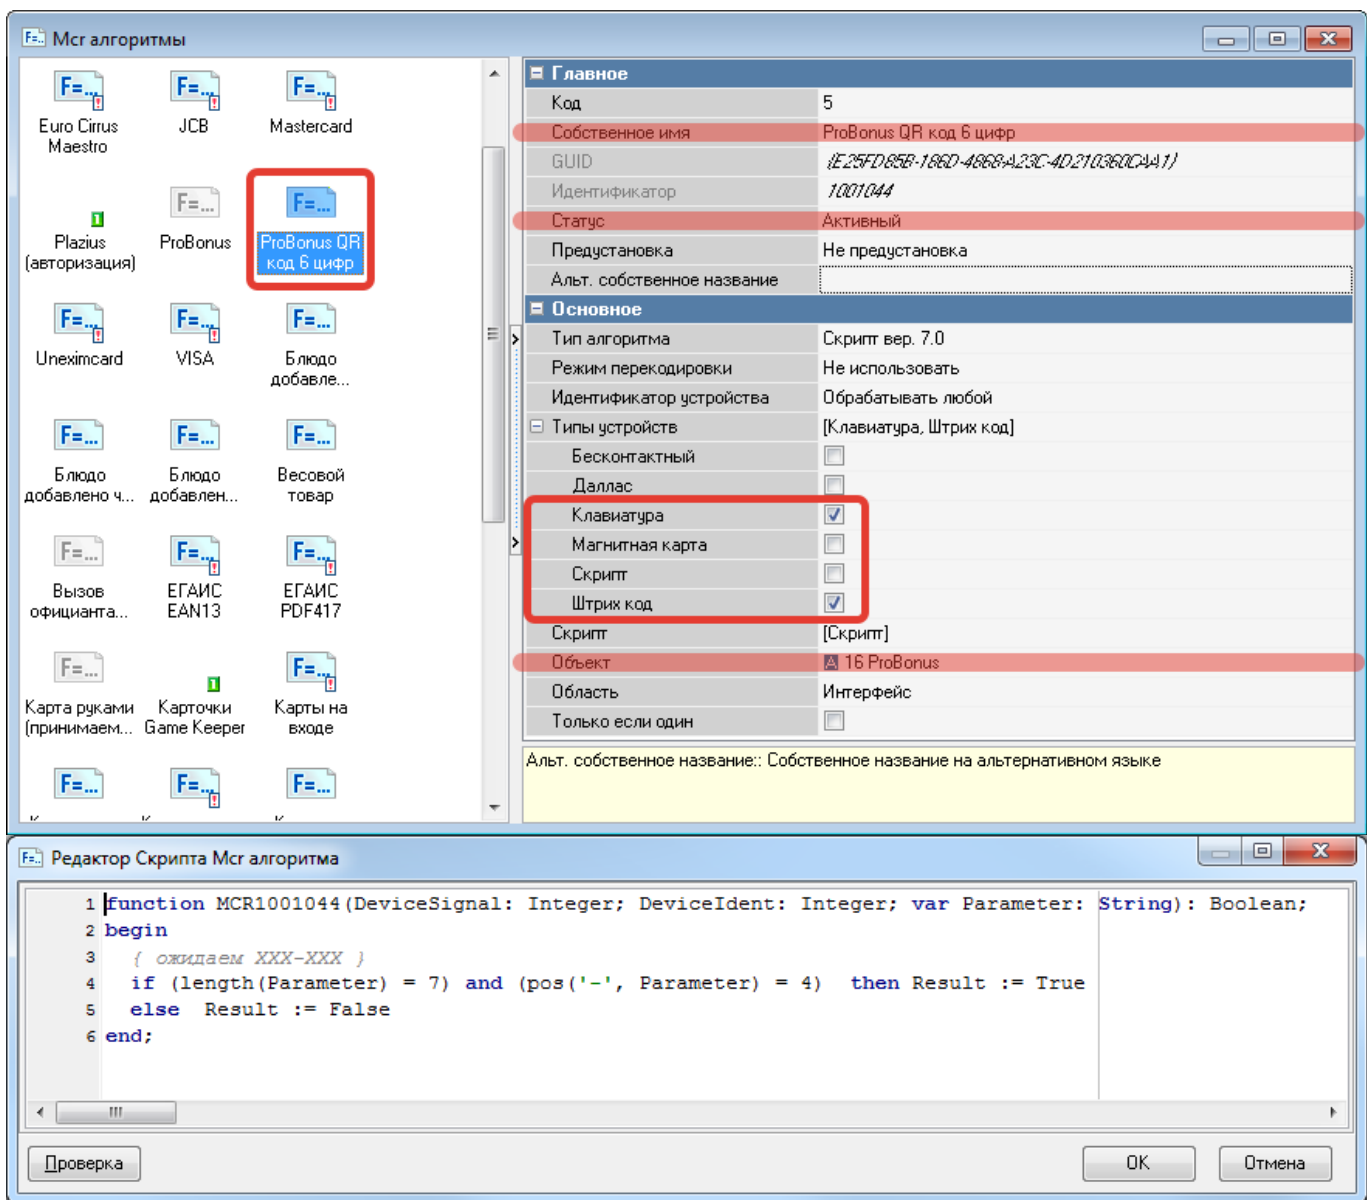 Mcr алгоритмы
Euro Cirrus
Maestro
JCB
Mastercard
Plazius
(авторизация)
ProBonus
ProBonus QR
код 6 цифр
Uneximcard
VISA
Блюдо
добавле...
Блюдо
добавлено ч...
Блюдо
добавлен...
Весовой
товар
Вызов
официанта...
ЕГАИС
EAN13
ЕГАИС
PDF417
Карта руками
(принимаем...
Карточки
Game Keeper
Карты на
входе
Главное
Код 5
Собственное имя ProBonus QR код 6 цифр
GUID {E25FD85B-186D-4868-A23C-4D210360CAA1}
Идентификатор 1001044
Статус Активный
Предустановка Не предустановка
Альт. собственное название
Основное
Тип алгоритма Скрипт вер. 7.0
Режим перекодировки Не использовать
Идентификатор устройства Обрабатывать любой
Типы устройств [Клавиатура, Штрих код]
Бесконтактный
Даллас
Клавиатура
Магнитная карта
Скрипт
Штрих код
Скрипт [Скрипт]
Объект 16 ProBonus
Область Интерфейс
Только если один
Альт. собственное название:: Собственное название на альтернативном языке
Редактор Скрипта Mcr алгоритма
1 function MCR1001044(DeviceSignal: Integer; DeviceIdent: Integer; var Parameter: String): Boolean;
2 begin
3 { ожидаем XXX-XXX }
4 if (length(Parameter) = 7) and (pos('-', Parameter) = 4) then Result := True
5 else Result := False
6 end;
Проверка
OK
Отмена